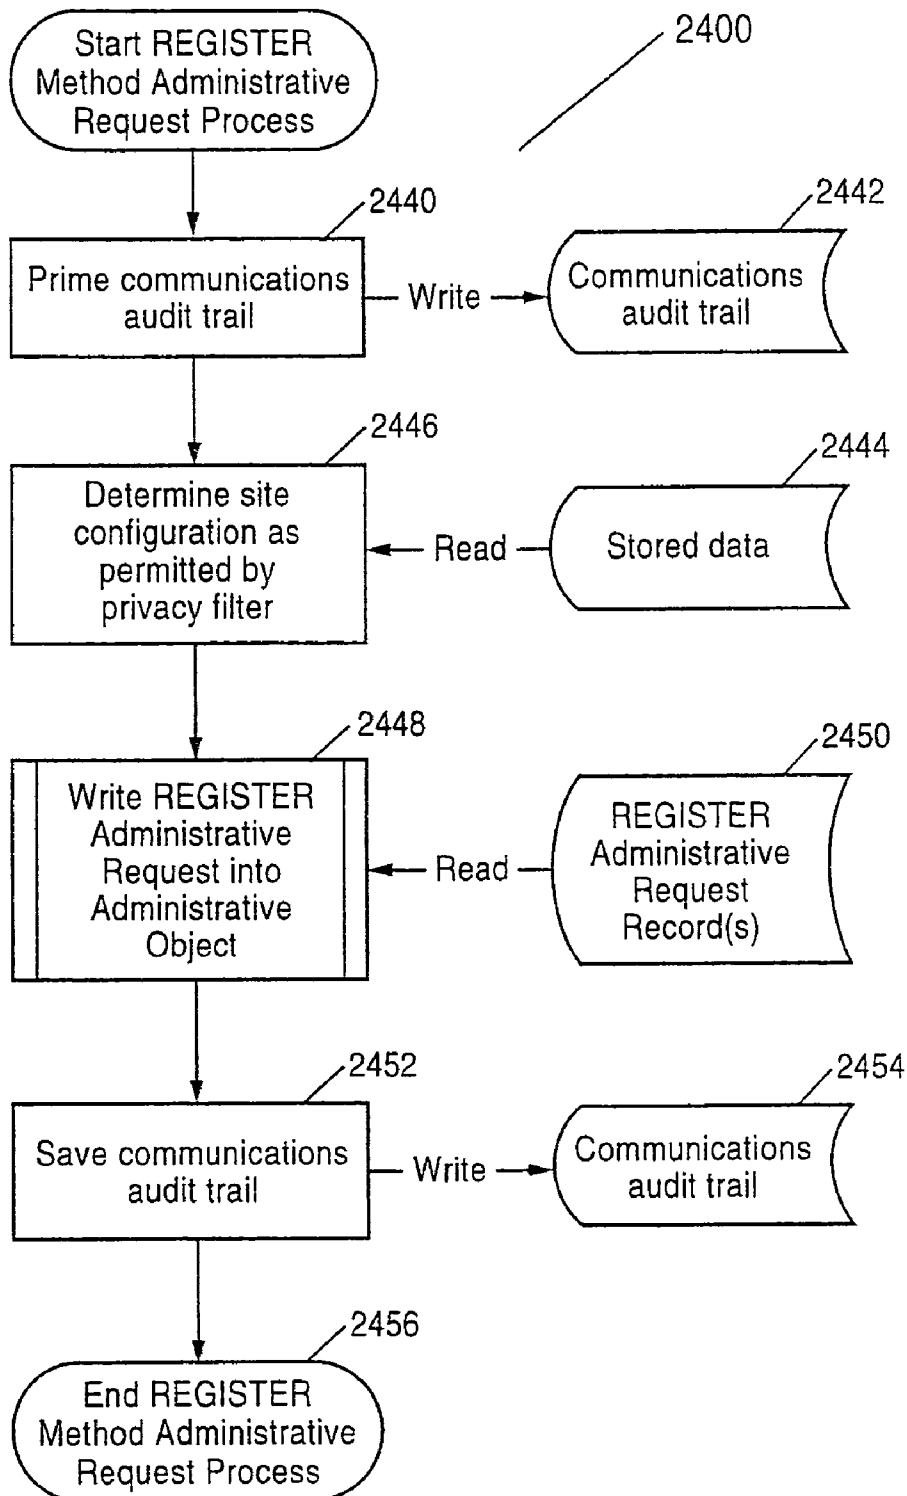 2400
Start REGISTER
Method Administrative
Request Process
2440
Prime communications
audit trail
Write
2442
Communications
audit trail
2446
Determine site
configuration as
permitted by
privacy filter
Read
2444
Stored data
2448
Write REGISTER
Administrative
Request into
Administrative
Object
Read
2450
REGISTER
Administrative
Request
Record(s)
2452
Save communications
audit trail
Write
2454
Communications
audit trail
2456
End REGISTER
Method Administrative
Request Process